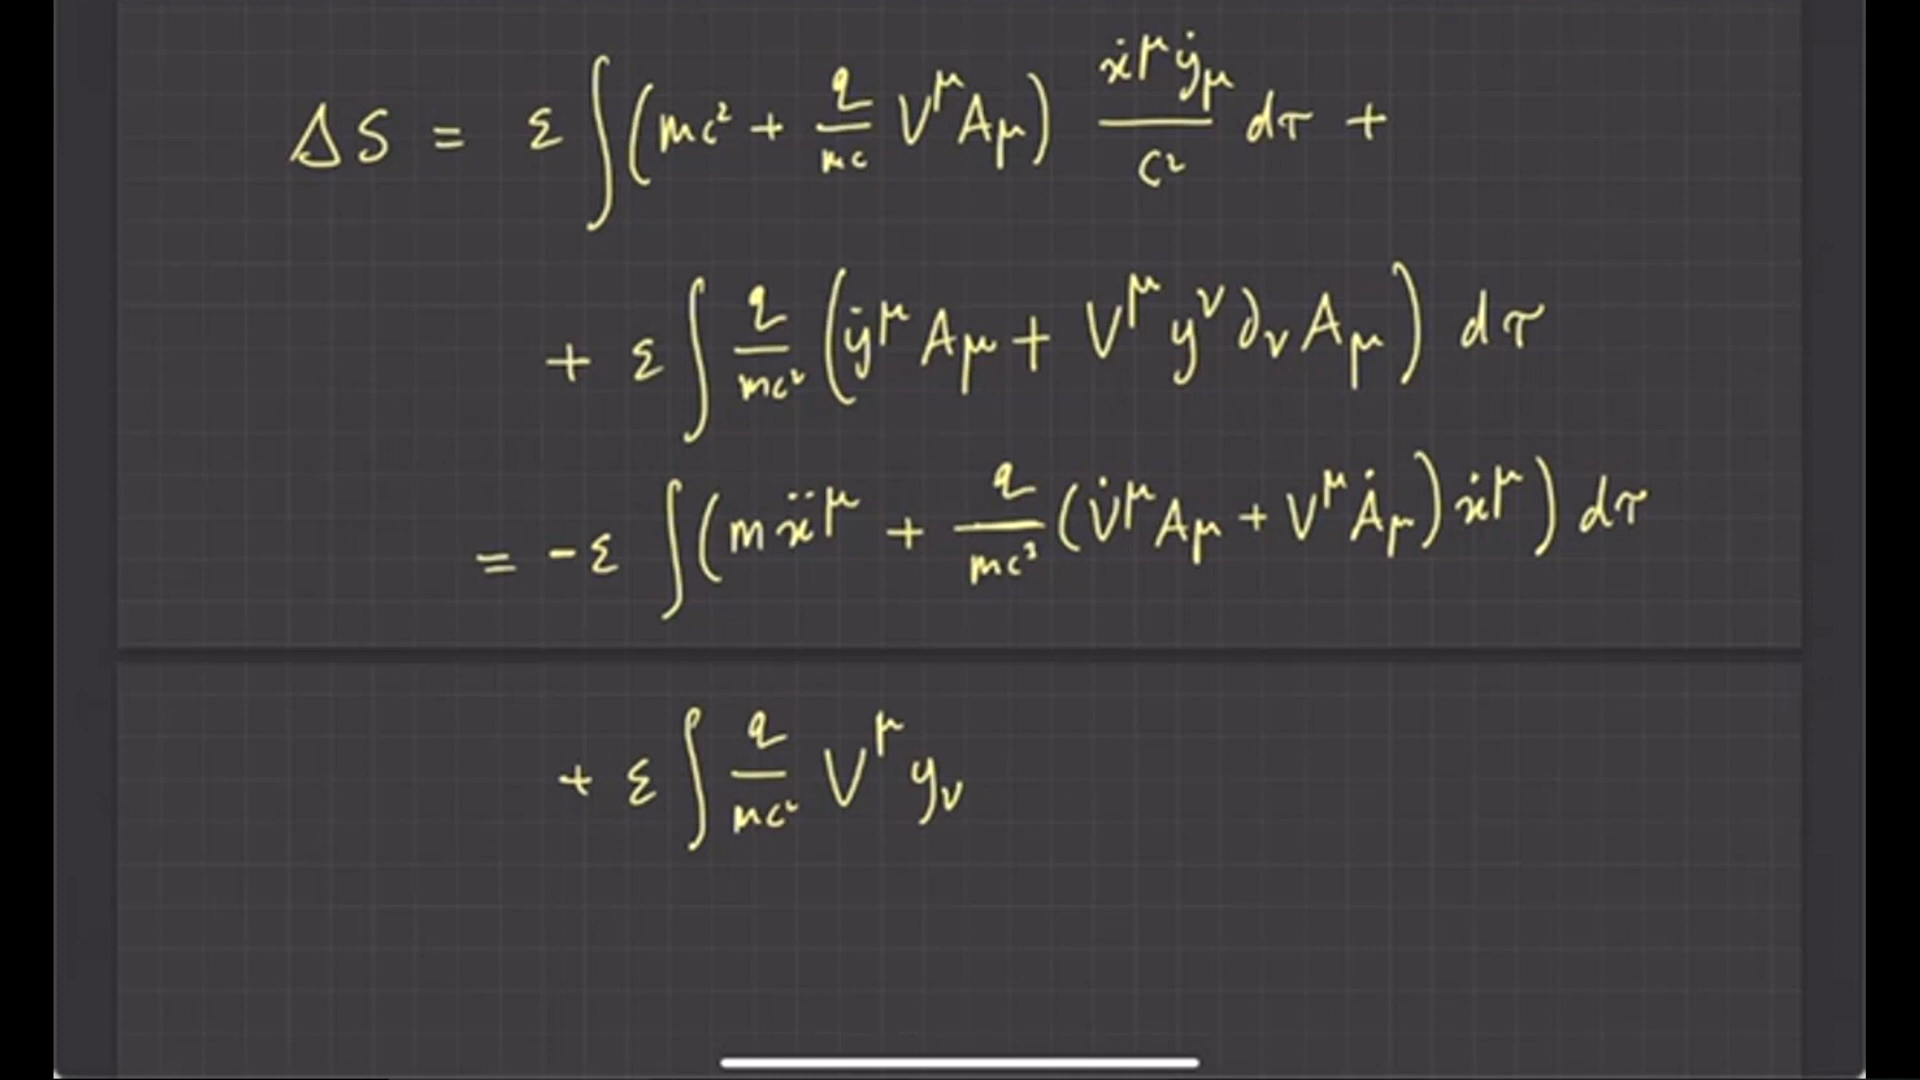 ΔS = ε ∫ (mc² + q/mc V^μ A_μ) ẋ^μ ẏ_μ / c² dτ +
+ ε ∫ q/mc² (ẏ^μ A_μ + V^μ y^ν ∂_ν A_μ) dτ
= -ε ∫ (m ẍ^μ + q/mc³ (V̇^μ A_μ + V^μ Ȧ_μ) ẋ^μ) dτ
+ ε ∫ q/mc² V^μ y_ν